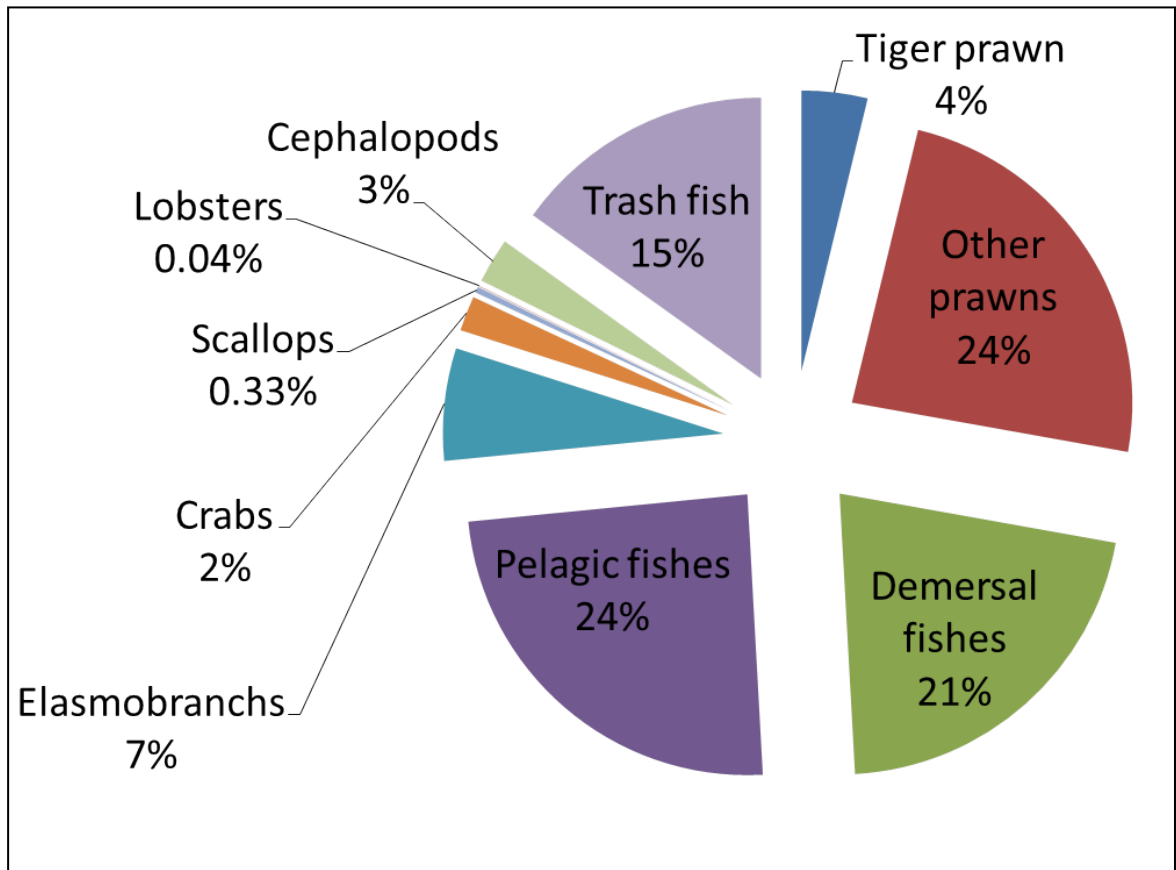 Tiger prawn
4%
Other
prawns
24%
Demersal
fishes
21%
Pelagic fishes
24%
Elasmobranchs
7%
Crabs
2%
Scallops
0.33%
Lobsters
0.04%
Cephalopods
3%
Trash fish
15%